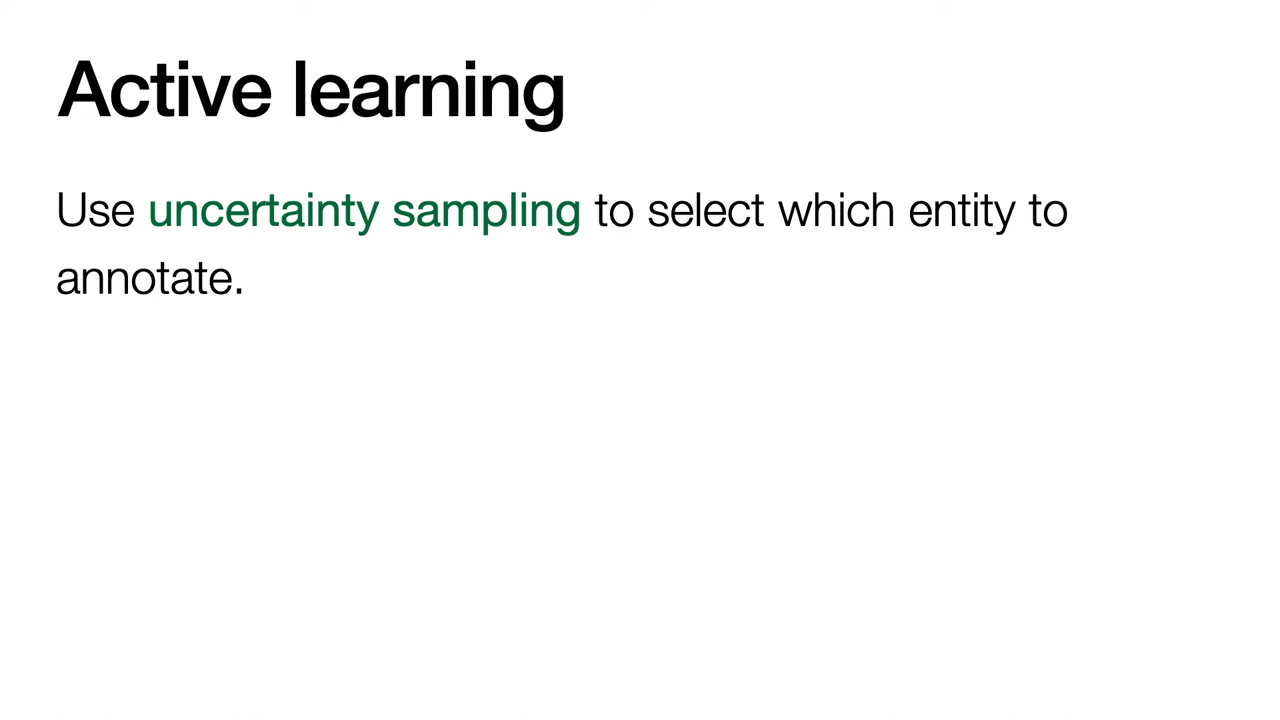 Active learning
Use uncertainty sampling to select which entity to
annotate.